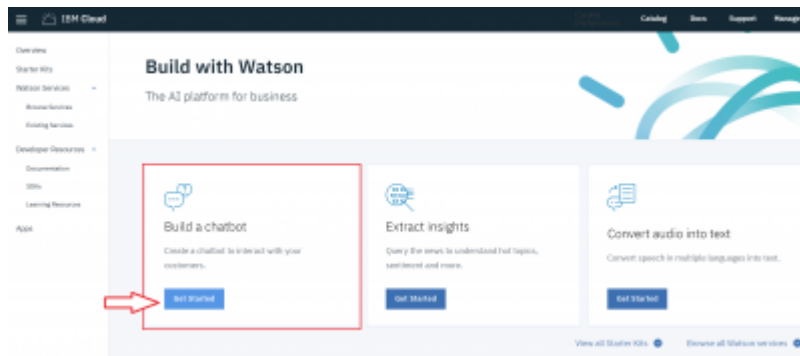 IBM Cloud
Catalog Docs Support Manage
Overview
Starter Kits
Watson Services
Browse Services
Existing Services
Developer Resources
Documentation
SDKs
Learning Resources
Apps
Build with Watson
The AI platform for business
Build a chatbot
Create a chatbot to interact with your
customers.
Get Started
Extract insights
Query the news to understand hot topics,
sentiment and more.
Get Started
Convert audio into text
Convert speech in multiple languages into text.
Get Started
View all Starter Kits
Browse all Watson services